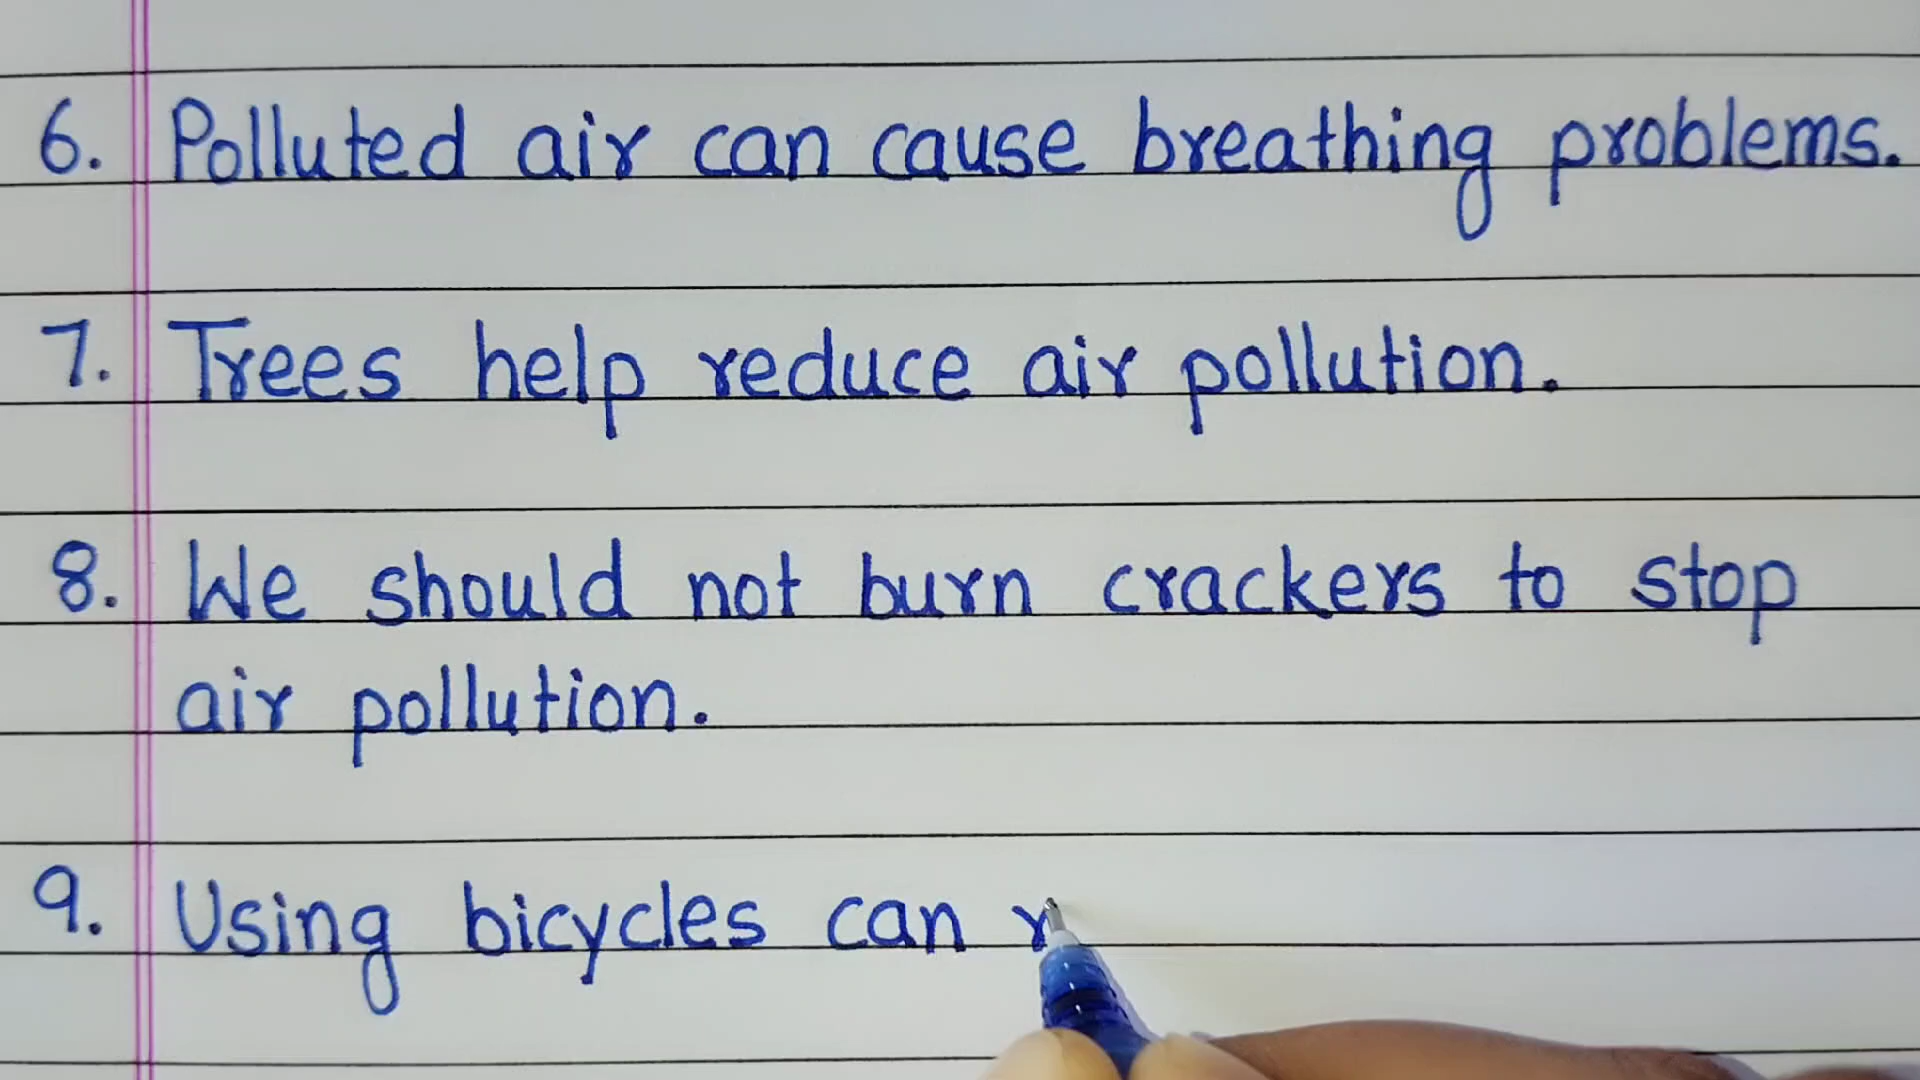 6. Polluted air can cause breathing problems.
7. Trees help reduce air pollution.
8. We should not burn crackers to stop
air pollution.
9. Using bicycles can r